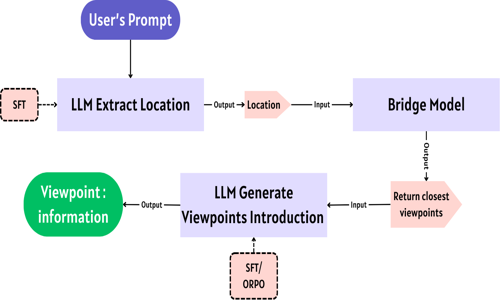 User's Prompt
SFT
LLM Extract Location
Output
Location
Input
Bridge Model
Output
Return closest
viewpoints
Input
LLM Generate
Viewpoints Introduction
Output
Viewpoint :
information
SFT/
ORPO